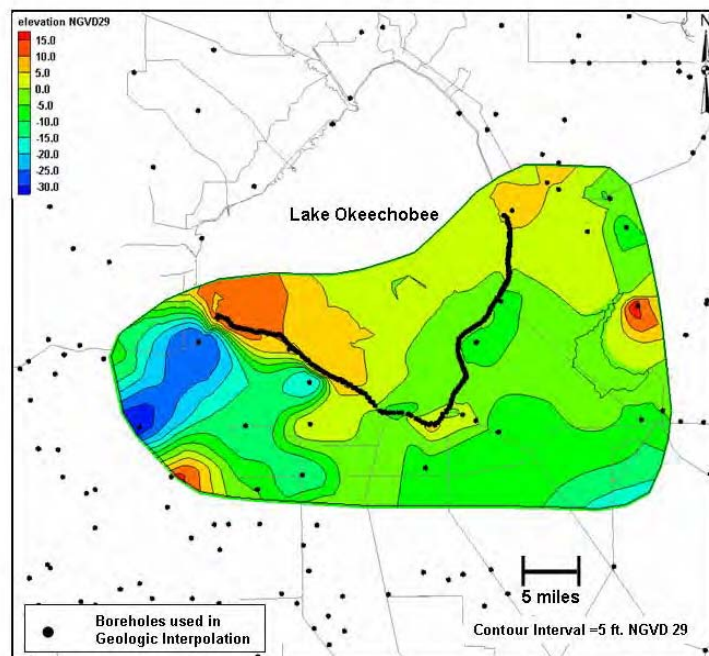 elevation NGVD29
15.0
10.0
5.0
0.0
-5.0
-10.0
-15.0
-20.0
-25.0
-30.0
N
Lake Okeechobee
5 miles
Boreholes used in
Geologic Interpolation
Contour Interval =5 ft. NGVD 29